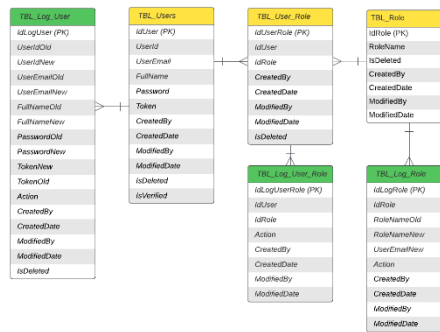 TBL_Log_User
IdLogUser (PK)
UserIdOld
UserIdNew
UserEmailOld
UserEmailNew
FullNameOld
FullNameNew
PasswordOld
PasswordNew
TokenNew
TokenOld
Action
CreatedBy
CreatedDate
ModifiedBy
ModifiedDate
IsDeleted
TBL_Users
IdUser (PK)
UserId
UserEmail
FullName
Password
Token
CreatedBy
CreatedDate
ModifiedBy
ModifiedDate
IsDeleted
IsVerified
TBL_User_Role
IdUserRole (PK)
IdUser
IdRole
CreatedBy
CreatedDate
ModifiedBy
ModifiedDate
IsDeleted
TBL_Role
IdRole (PK)
RoleName
IsDeleted
CreatedBy
CreatedDate
ModifiedBy
ModifiedDate
TBL_Log_User_Role
IdLogUserRole (PK)
IdUser
IdRole
Action
CreatedBy
CreatedDate
ModifiedBy
ModifiedDate
TBL_Log_Role
IdLogRole (PK)
IdRole
RoleNameOld
RoleNameNew
UserEmailNew
Action
CreatedBy
CreatedDate
ModifiedBy
ModifiedDate